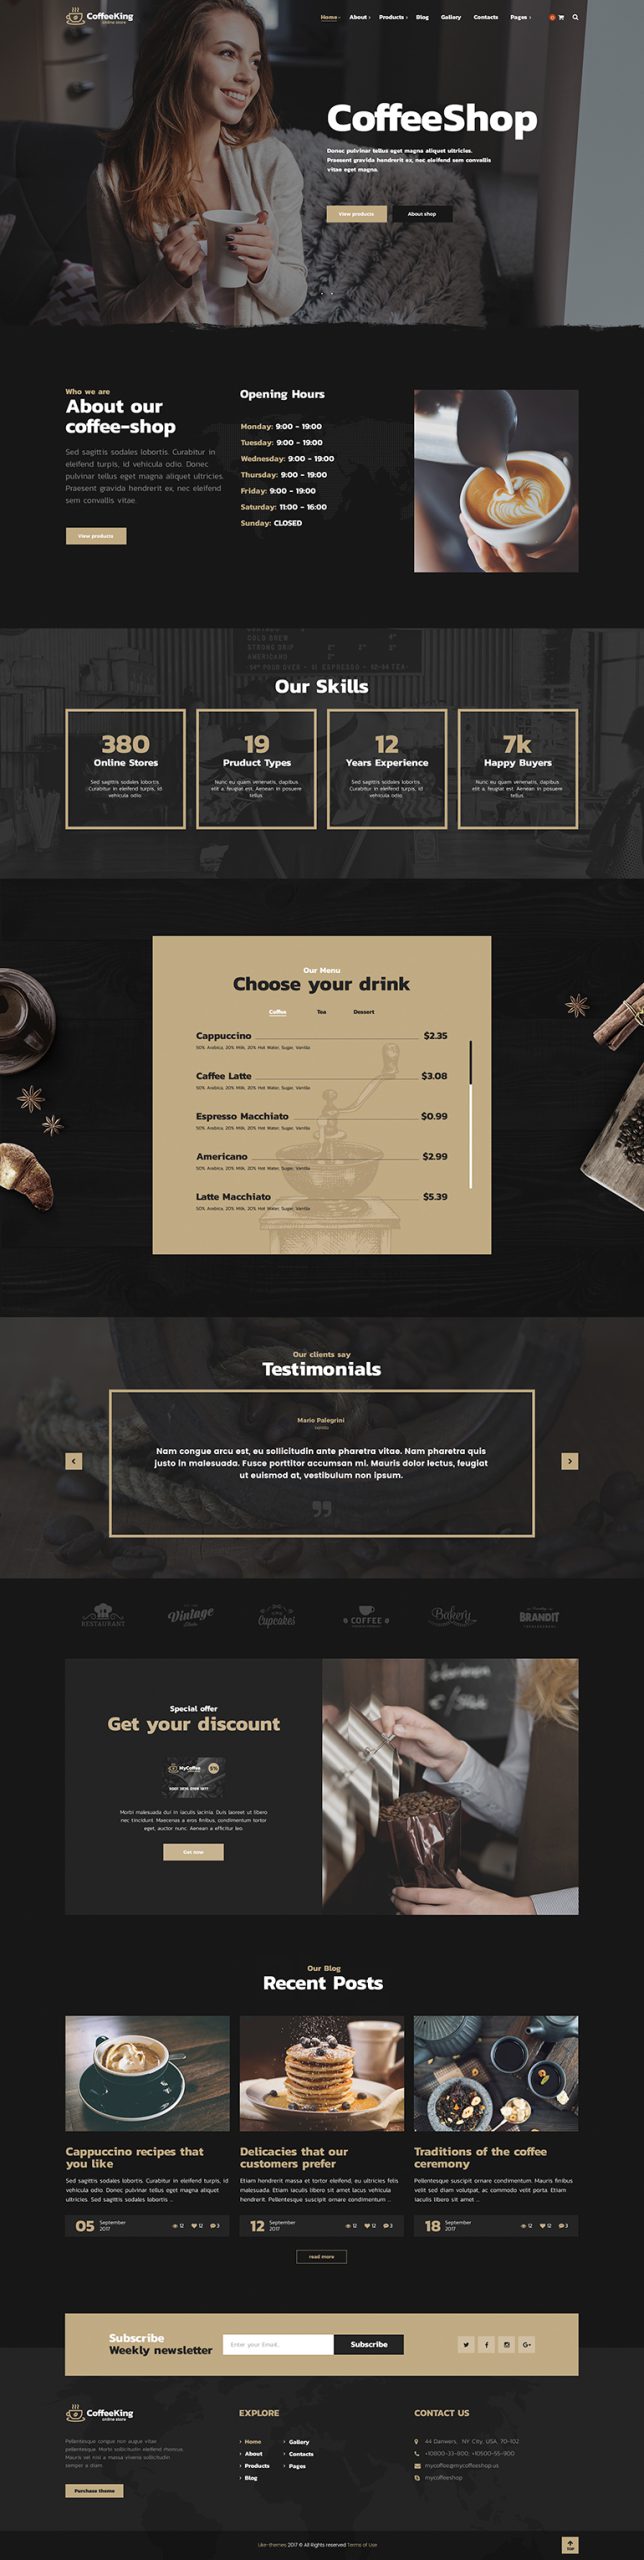 CoffeeKing
online store
Home
About
Products
Blog
Gallery
Contacts
Pages
0
CoffeeShop
Donec pulvinar tellus eget magna aliquet ultricies.
Praesent gravida hendrerit ex, nec eleifend sem convallis
vitae eget magna.
View products
About shop
Who we are
About our
coffee-shop
Sed sagittis sodales lobortis. Curabitur in
eleifend turpis, id vehicula odio. Donec
pulvinar tellus eget magna aliquet ultricies.
Praesent gravida hendrerit ex, nec eleifend
sem convallis vitae.
View products
Opening Hours
Monday: 9:00 - 19:00
Tuesday: 9:00 - 19:00
Wednesday: 9:00 - 19:00
Thursday: 9:00 - 19:00
Friday: 9:00 - 19:00
Saturday: 11:00 - 16:00
Sunday: CLOSED
COLD BREW 4"
STRONG DRIP 2" 2" 2"
AMERICANO 2"
Our Skills
380
Online Stores
Sed sagittis sodales lobortis.
Curabitur in eleifend turpis, id
vehicula odio.
19
Pruduct Types
Nunc eu quam venenatis, dapibus
elit a, feugiat est. Aenean in posuere
tellus.
12
Years Experience
Sed sagittis sodales lobortis.
Curabitur in eleifend turpis, id
vehicula odio.
7k
Happy Buyers
Nunc eu quam venenatis, dapibus
elit a, feugiat est. Aenean in posuere
tellus.
Our Menu
Choose your drink
Coffee
Tea
Dessert
Cappuccino $2.35
50% Arabica, 20% Milk, 20% Hot Water, Sugar, Vanilla
Caffee Latte $3.08
50% Arabica, 20% Milk, 20% Hot Water, Sugar, Vanilla
Espresso Macchiato $0.99
50% Arabica, 20% Milk, 20% Hot Water, Sugar, Vanilla
Americano $2.99
50% Arabica, 20% Milk, 20% Hot Water, Sugar, Vanilla
Latte Macchiato $5.39
50% Arabica, 20% Milk, 20% Hot Water, Sugar, Vanilla
Our clients say
Testimonials
Mario Palegrini
Nam congue arcu est, eu sollicitudin ante pharetra vitae. Nam pharetra quis
justo in malesuada. Fusce porttitor accumsan mi. Mauris dolor lectus, feugiat
ut euismod at, vestibulum non ipsum.
RESTAURANT
Vintage
Cupcakes
COFFEE
Bakery
BRANDIT
Special offer
Get your discount
MyCoffee
Morbi malesuada dui in iaculis lacinia. Duis laoreet ut libero
nec tincidunt. Maecenas a eros finibus, condimentum tortor
eget, auctor nunc. Aenean a efficitur leo.
Get now
Our Blog
Recent Posts
Cappuccino recipes that
you like
Sed sagittis sodales lobortis. Curabitur in eleifend turpis, id
vehicula odio. Donec pulvinar tellus eget magna aliquet
ultricies. Sed sagittis sodales lobortis ...
05 September
2017
12 12 3
Delicacies that our
customers prefer
Etiam hendrerit massa et tortor eleifend, eu ultricies felis
malesuada. Etiam iaculis libero sit amet lacus vehicula
hendrerit. Pellentesque suscipit ornare condimentum ...
12 September
2017
12 12 3
Traditions of the coffee
ceremony
Pellentesque suscipit ornare condimentum. Mauris finibus
velit sed diam volutpat, ac commodo velit porta. Etiam
iaculis libero sit amet ...
18 September
2017
12 12 3
read more
Subscribe
Weekly newsletter
Enter your Email...
Subscribe
CoffeeKing
online store
Pellentesque congue non augue vitae
pellentesque. Morbi sollicitudin eleifend rhoncus.
Mauris vel nisi a massa viverra sollicitudin
semper a diam.
Purchase theme
EXPLORE
Home
About
Products
Blog
Gallery
Contacts
Pages
CONTACT US
44 Danwers, NY City, USA, 70-102
+10800-33-800; +10500-55-900
mycoffee@mycoffeeshop.us
mycoffeeshop
Like-themes 2017 © All Rights reserved Terms of Use
TOP